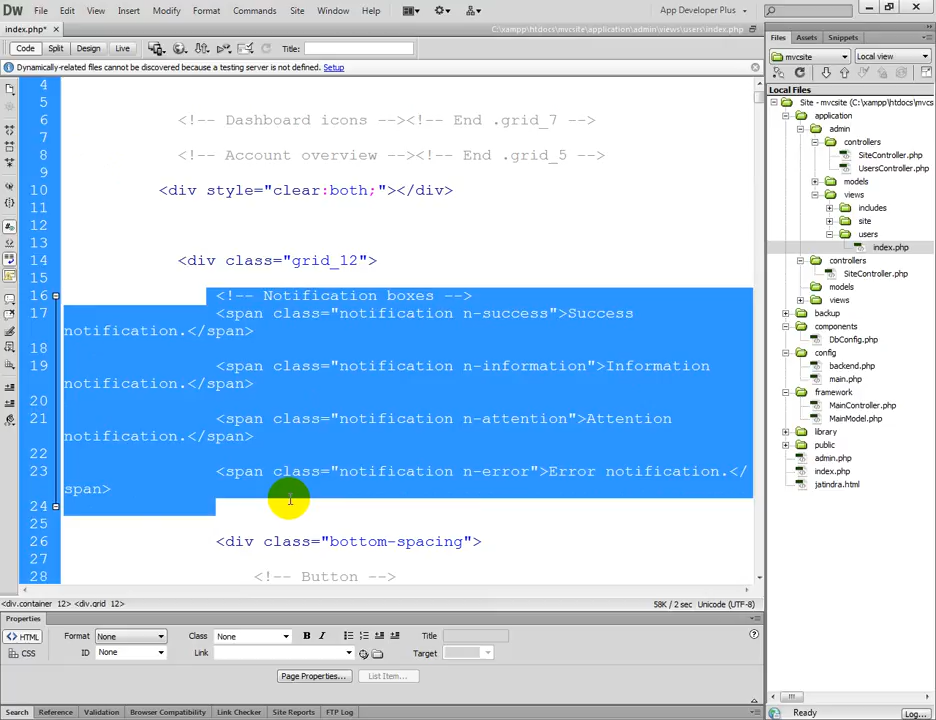 Dw File Edit View Insert Modify Format Commands Site Window Help App Developer Plus
index.php* × C:\xampp\htdocs\mvcsite\application\admin\views\users\index.php
Code Split Design Live Title:
Dynamically-related files cannot be discovered because a testing server is not defined. Setup
4
5
6 <!-- Dashboard icons --><!-- End .grid_7 -->
7
8 <!-- Account overview --><!-- End .grid_5 -->
9
10 <div style="clear:both;"></div>
11
12
13
14 <div class="grid_12">
15
16 <!-- Notification boxes -->
17 <span class="notification n-success">Success
notification.</span>
18
19 <span class="notification n-information">Information
notification.</span>
20
21 <span class="notification n-attention">Attention
notification.</span>
22
23 <span class="notification n-error">Error notification.</
span>
24
25
26 <div class="bottom-spacing">
27
28 <!-- Button -->
<div.container_12> <div.grid_12> 58K / 2 sec Unicode (UTF-8)
Properties
<> HTML Format None Class None B I Title
CSS ID None Link Target
Page Properties... List Item...
Search Reference Validation Browser Compatibility Link Checker Site Reports FTP Log
Files Assets Snippets
mvcsite Local view
Local Files
Site - mvcsite (C:\xampp\htdocs\mvcs
application
admin
controllers
SiteController.php
UsersController.php
models
views
includes
site
users
index.php
controllers
SiteController.php
models
views
backup
components
DbConfig.php
config
backend.php
main.php
framework
MainController.php
MainModel.php
library
public
admin.php
index.php
jatindra.html
Ready Log...